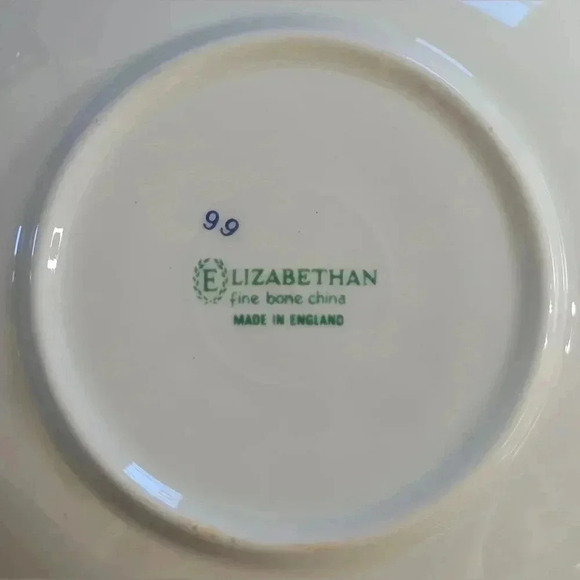 99
ELIZABETHAN
fine bone china
MADE IN ENGLAND